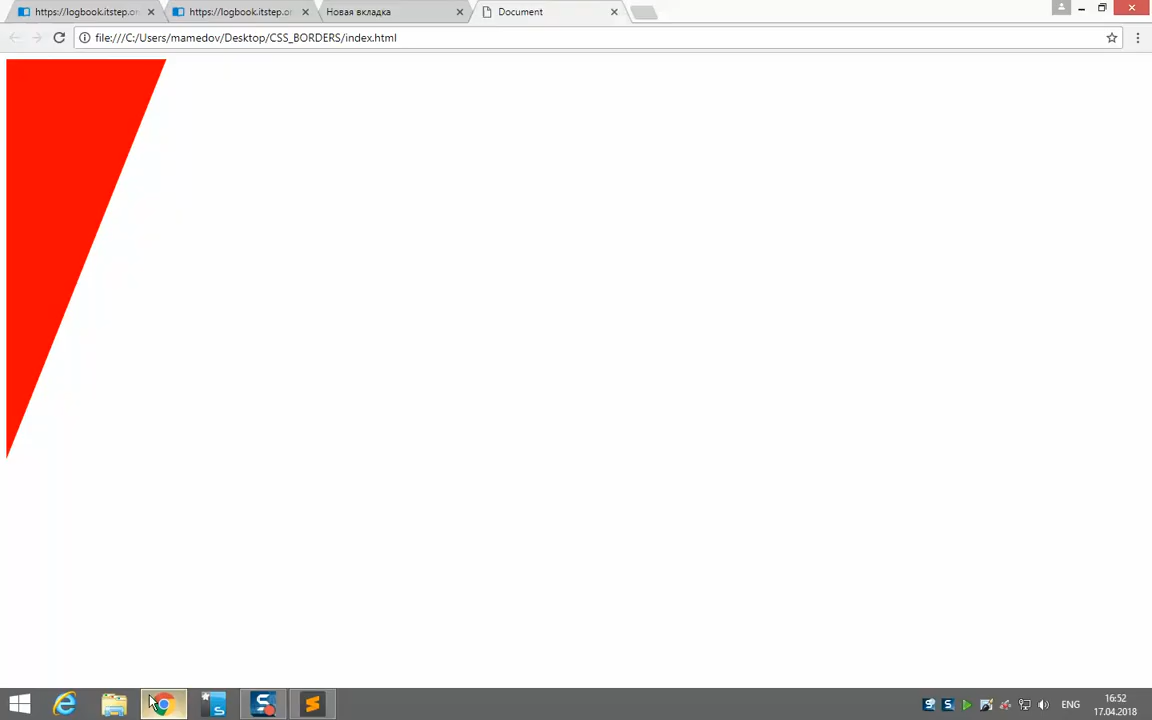 https://logbook.itstep.or
https://logbook.itstep.or
Новая вкладка
Document
file:///C:/Users/mamedov/Desktop/CSS_BORDERS/index.html
ENG
16:52
17.04.2018